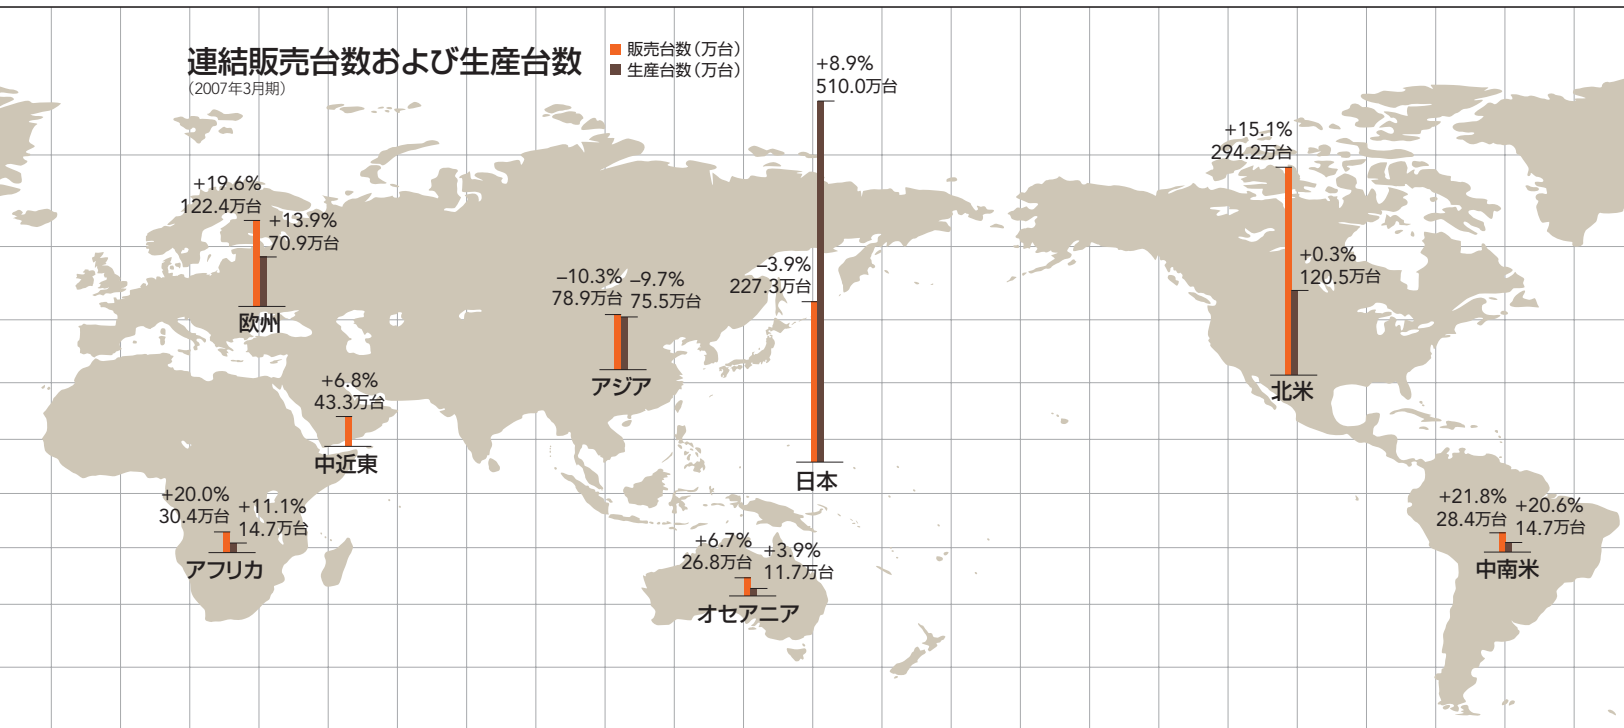 連結販売台数および生産台数
（2007年3月期）
販売台数（万台）
生産台数（万台）
+8.9%
510.0万台
–3.9%
227.3万台
日本
+15.1%
294.2万台
+0.3%
120.5万台
北米
+19.6%
122.4万台
+13.9%
70.9万台
欧州
–10.3%
78.9万台
–9.7%
75.5万台
アジア
+6.8%
43.3万台
中近東
+20.0%
30.4万台
+11.1%
14.7万台
アフリカ
+6.7%
26.8万台
+3.9%
11.7万台
オセアニア
+21.8%
28.4万台
+20.6%
14.7万台
中南米